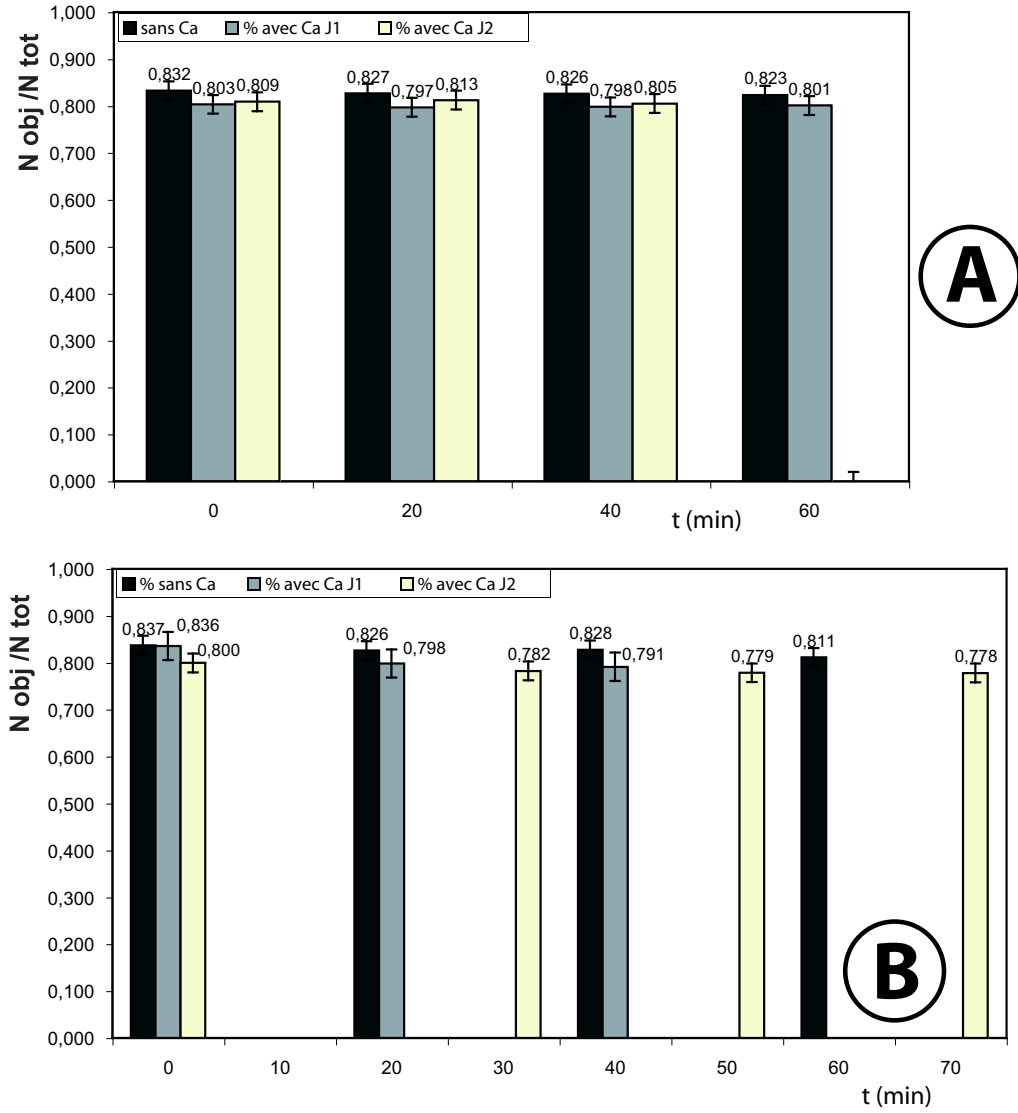 1,000
sans Ca % avec Ca J1 % avec Ca J2
0,900
0,832 0,803 0,809 0,827 0,797 0,813 0,826 0,798 0,805 0,823 0,801
0,800
0,700
0,600
0,500
0,400
0,300
0,200
0,100
0,000
N obj /N tot
0 20 40 60
t (min)
A
1,000
% sans Ca % avec Ca J1 % avec Ca J2
0,900
0,837 0,836 0,800 0,826 0,798 0,782 0,828 0,791 0,779 0,811 0,778
0,800
0,700
0,600
0,500
0,400
0,300
0,200
0,100
0,000
N obj /N tot
B
0 10 20 30 40 50 60 70
t (min)